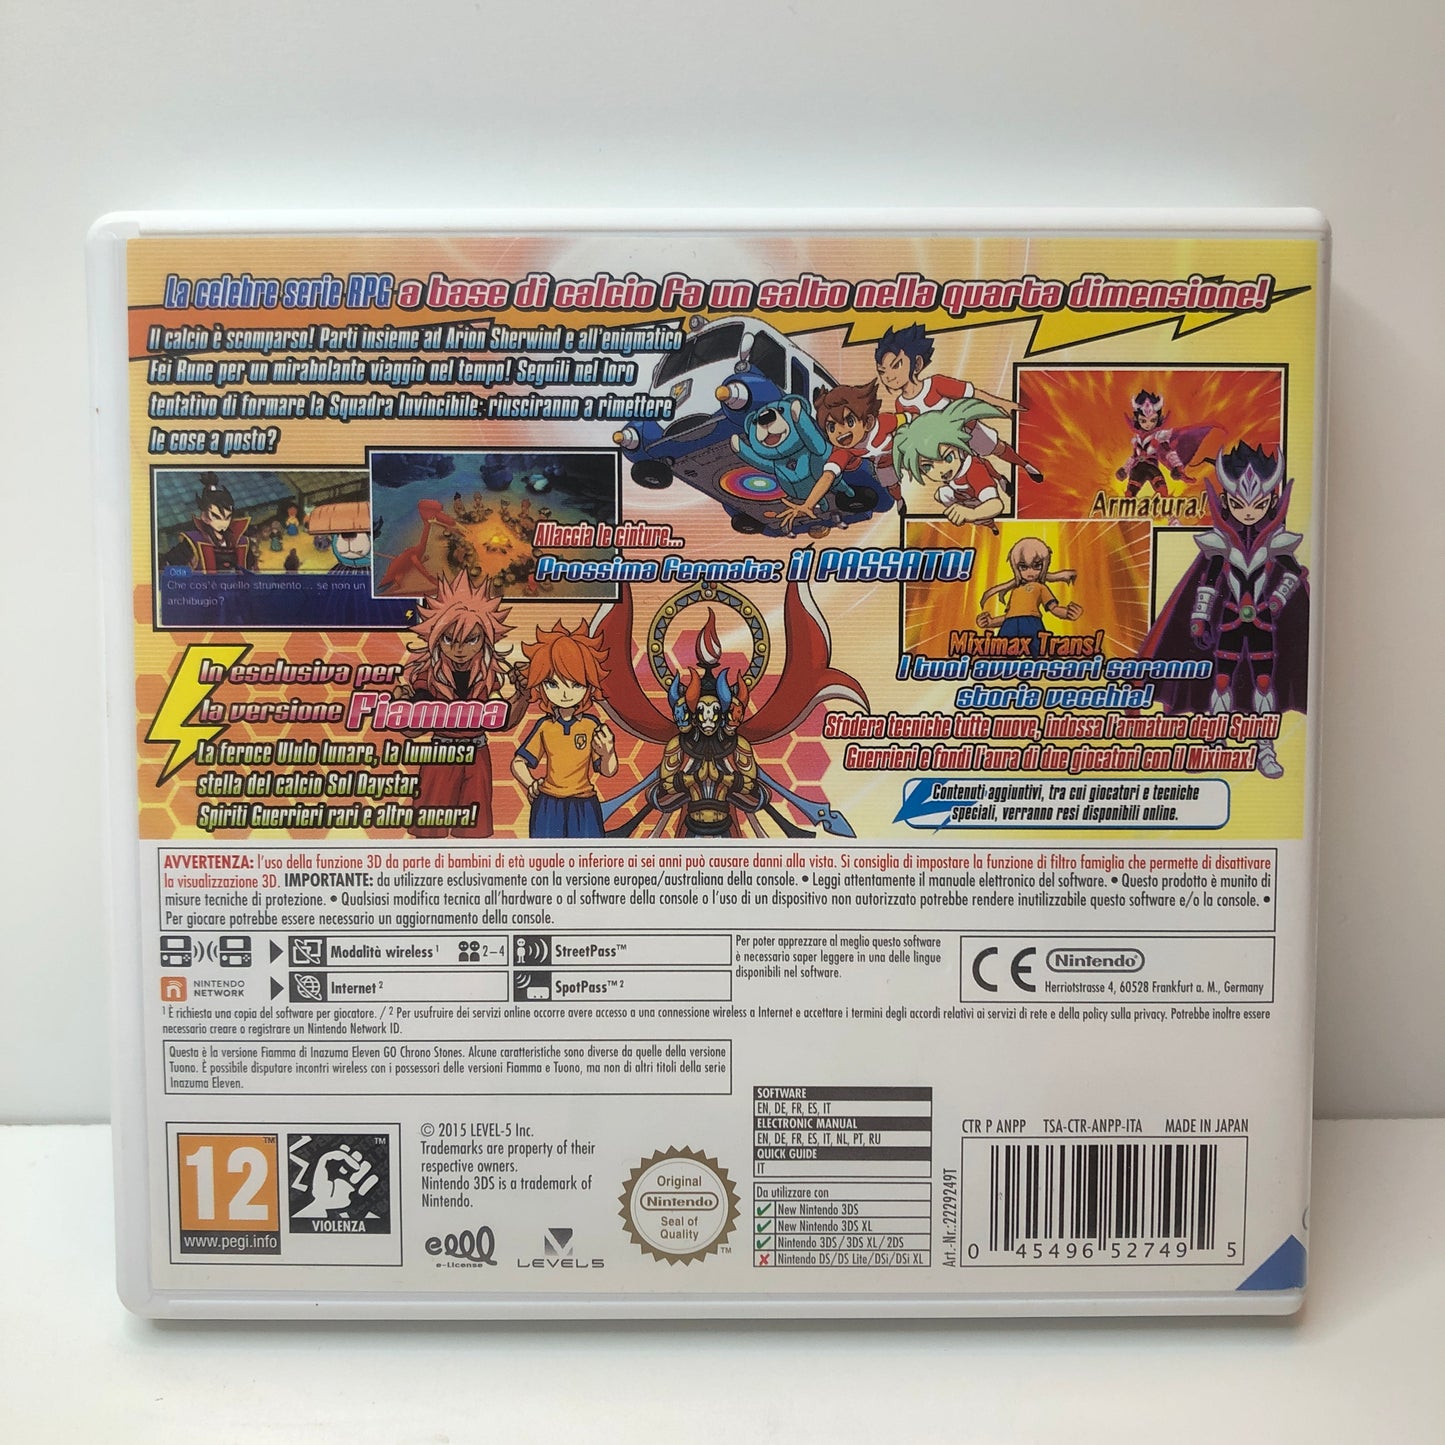 La celebre serie RPG a base di calcio fa un salto nella quarta dimensione!
Il calcio è scomparso! Parti insieme ad Arion Sherwind e all'enigmatico
Fei Rune per un mirabolante viaggio nel tempo! Seguili nel loro
tentativo di formare la Squadra Invincibile: riusciranno a rimettere
le cose a posto?
Oda
Che cos'è quello strumento... se non un
archibugio?
Allaccia le cinture...
Prossima Fermata: il PASSATO!
Armatura!
Miximax Trans!
I tuoi avversari saranno
storia vecchia!
Sfodera tecniche tutte nuove, indossa l'armatura degli Spiriti
Guerrieri e fondi l'aura di due giocatori con il Miximax!
Contenuti aggiuntivi, tra cui giocatori e tecniche
speciali, verranno resi disponibili online.
In esclusiva per
la versione Fiamma
La feroce Ululo lunare, la luminosa
stella del calcio Sol Daystar,
Spiriti Guerrieri rari e altro ancora!
AVVERTENZA: l'uso della funzione 3D da parte di bambini di età uguale o inferiore ai sei anni può causare danni alla vista. Si consiglia di impostare la funzione di filtro famiglia che permette di disattivare
la visualizzazione 3D. IMPORTANTE: da utilizzare esclusivamente con la versione europea/australiana della console. • Leggi attentamente il manuale elettronico del software. • Questo prodotto è munito di
misure tecniche di protezione. • Qualsiasi modifica tecnica all'hardware o al software della console o l'uso di un dispositivo non autorizzato potrebbe rendere inutilizzabile questo software e/o la console. •
Per giocare potrebbe essere necessario un aggiornamento della console.
Modalità wireless¹ 2–4
StreetPass™
NINTENDO
NETWORK
Internet²
SpotPass™²
Per poter apprezzare al meglio questo software
è necessario saper leggere in una delle lingue
disponibili nel software.
CE Nintendo
Herriotstrasse 4, 60528 Frankfurt a. M., Germany
¹ È richiesta una copia del software per giocatore. / ² Per usufruire dei servizi online occorre avere accesso a una connessione wireless a Internet e accettare i termini degli accordi relativi ai servizi di rete e della policy sulla privacy. Potrebbe inoltre essere
necessario creare o registrare un Nintendo Network ID.
Questa è la versione Fiamma di Inazuma Eleven GO Chrono Stones. Alcune caratteristiche sono diverse da quelle della versione
Tuono. È possibile disputare incontri wireless con i possessori delle versioni Fiamma e Tuono, ma non di altri titoli della serie
Inazuma Eleven.
12™
www.pegi.info
™
VIOLENZA
© 2015 LEVEL-5 Inc.
Trademarks are property of their
respective owners.
Nintendo 3DS is a trademark of
Nintendo.
e-License
LEVEL5
Original
Nintendo
Seal of
Quality
™
SOFTWARE
EN, DE, FR, ES, IT
ELECTRONIC MANUAL
EN, DE, FR, ES, IT, NL, PT, RU
QUICK GUIDE
IT
Da utilizzare con
New Nintendo 3DS
New Nintendo 3DS XL
Nintendo 3DS/3DS XL/2DS
Nintendo DS/DS Lite/DSi/DSi XL
Art.-Nr.:2229249T
CTR P ANPP TSA-CTR-ANPP-ITA MADE IN JAPAN
0 45496 52749 5